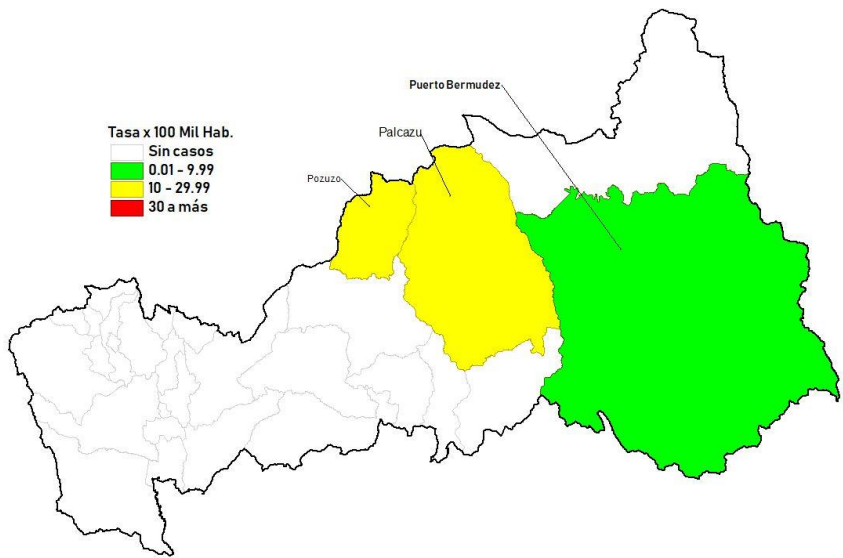 Puerto Bermudez
Palcazu
Pozuzo
Tasa x 100 Mil Hab.
Sin casos
0.01 - 9.99
10 - 29.99
30 a más